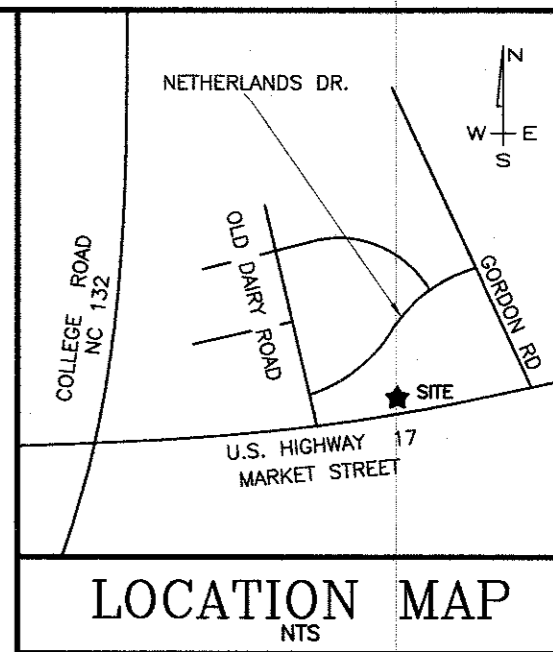 NETHERLANDS DR.
N
W E
S
OLD DAIRY ROAD
COLLEGE ROAD
NC 132
GORDON RD
SITE
U.S. HIGHWAY 17
MARKET STREET
LOCATION MAP
NTS